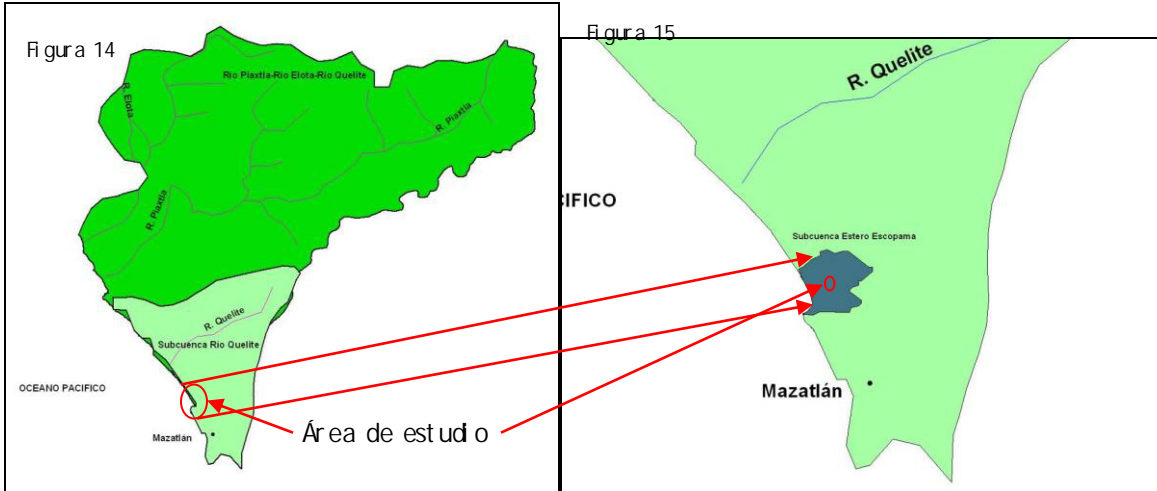 Figura 14
Rio Piaxtla-Rio Elota-Rio Quelite
R. Elota
R. Piaxtla
R. Piaxtla
R. Quelite
Subcuenca Rio Quelite
OCEANO PACIFICO
Mazatlán
Área de estudio
Figura 15
R. Quelite
CIFICO
Subcuenca Estero Escopama
Mazatlán